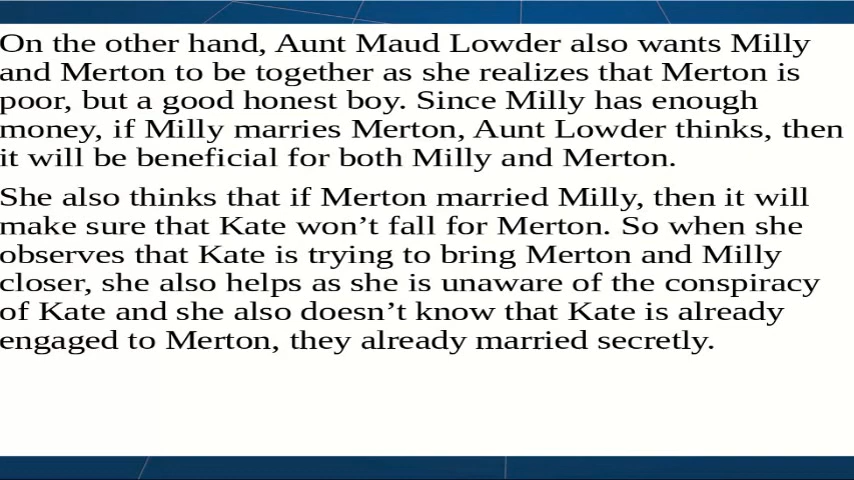 On the other hand, Aunt Maud Lowder also wants Milly
and Merton to be together as she realizes that Merton is
poor, but a good honest boy. Since Milly has enough
money, if Milly marries Merton, Aunt Lowder thinks, then
it will be beneficial for both Milly and Merton.
She also thinks that if Merton married Milly, then it will
make sure that Kate won’t fall for Merton. So when she
observes that Kate is trying to bring Merton and Milly
closer, she also helps as she is unaware of the conspiracy
of Kate and she also doesn’t know that Kate is already
engaged to Merton, they already married secretly.